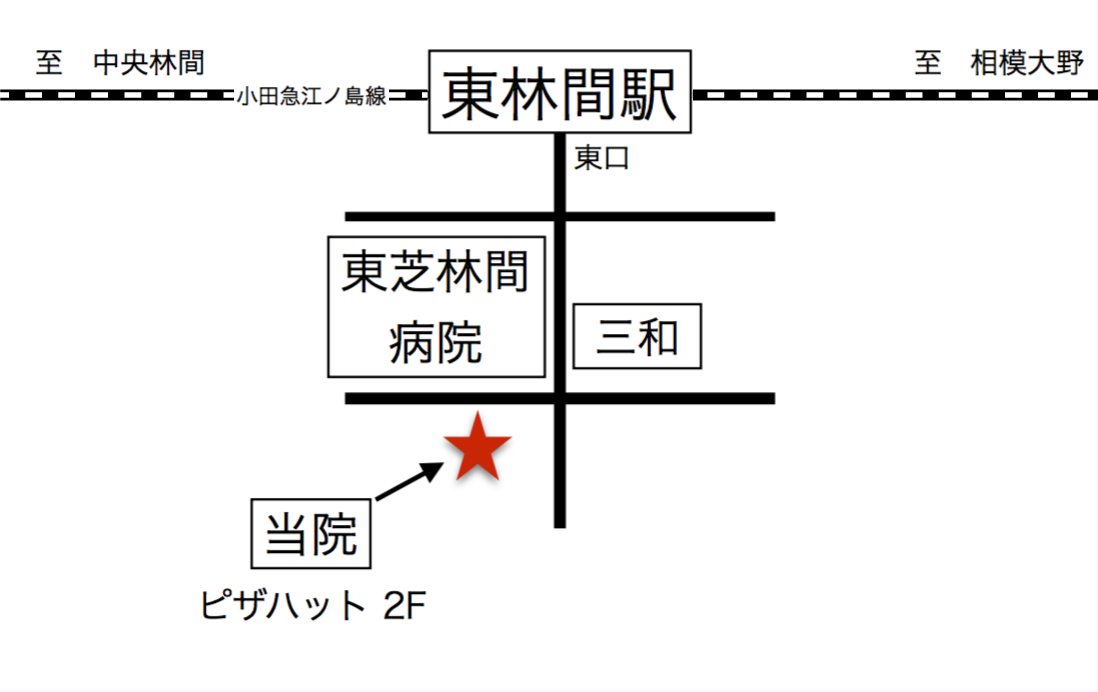 至　中央林間
至　相模大野
小田急江ノ島線
東林間駅
東口
東芝林間
病院
三和
当院
ピザハット 2F